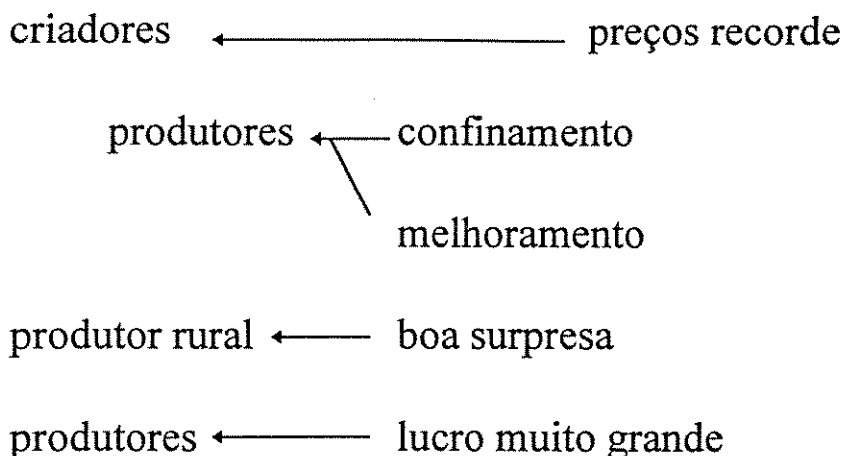 criadores preços recorde
produtores confinamento
melhoramento
produtor rural boa surpresa
produtores lucro muito grande